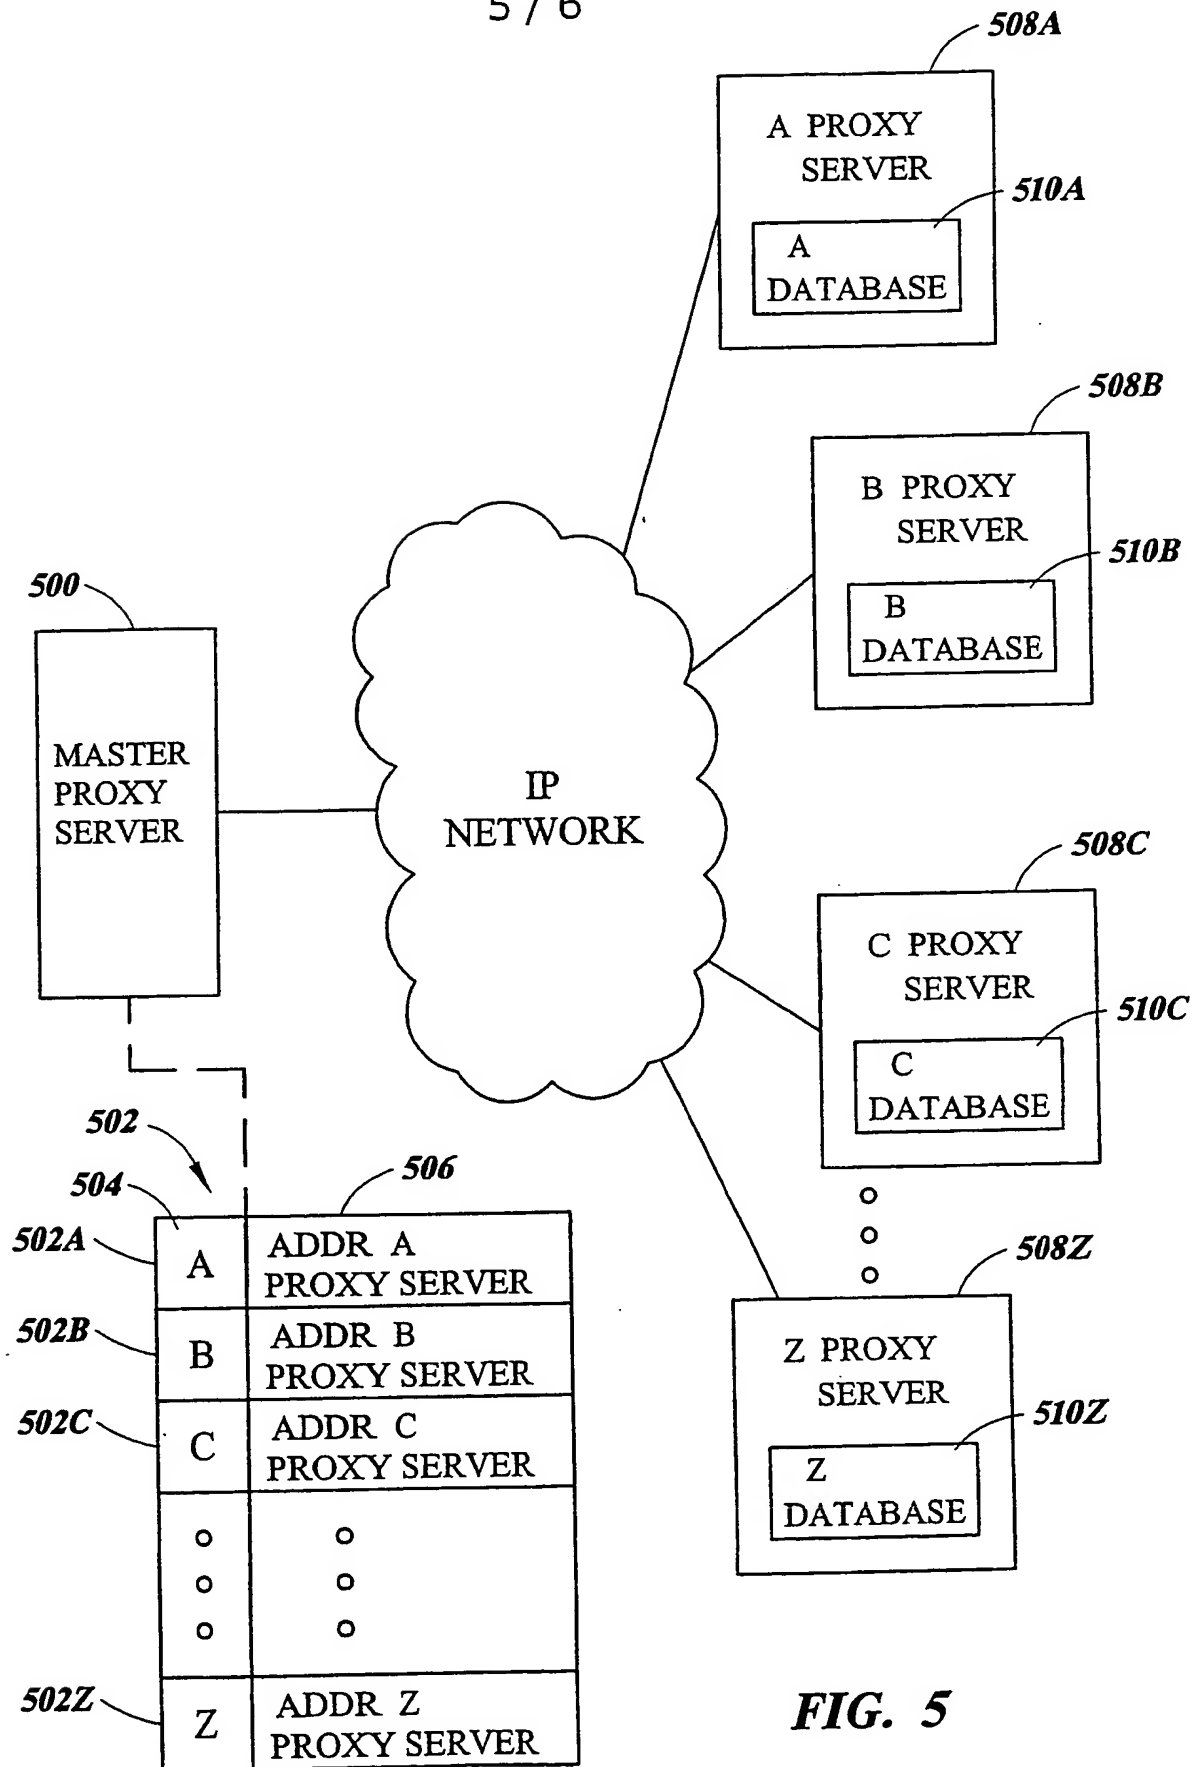 5 / 6
508A
A PROXY
SERVER
510A
A
DATABASE
508B
B PROXY
SERVER
510B
B
DATABASE
500
MASTER
PROXY
SERVER
IP
NETWORK
508C
C PROXY
SERVER
510C
C
DATABASE
502
504
506
502A
A
ADDR A
PROXY SERVER
502B
B
ADDR B
PROXY SERVER
502C
C
ADDR C
PROXY SERVER
502Z
Z
ADDR Z
PROXY SERVER
508Z
Z PROXY
SERVER
510Z
Z
DATABASE
FIG. 5